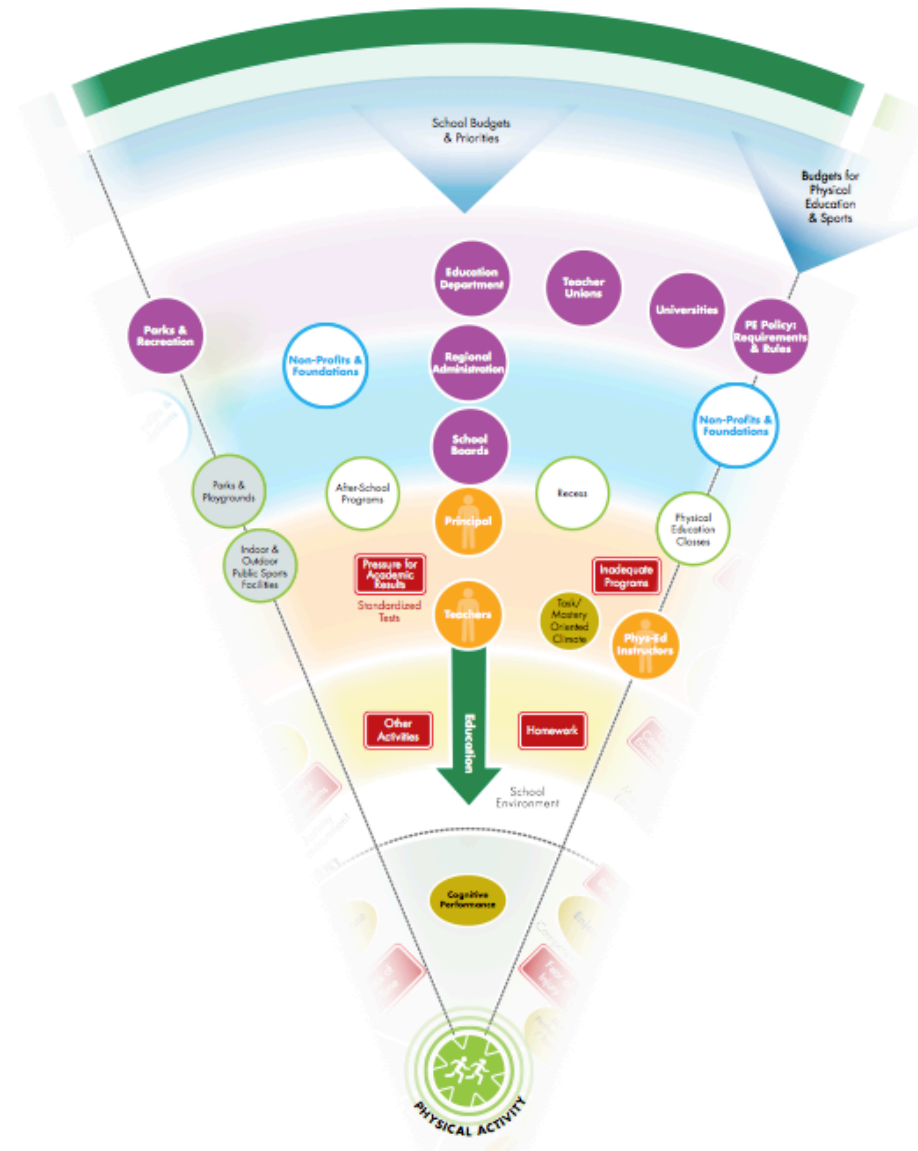 School Budgets
& Priorities
Budgets for
Physical
Education
& Sports
Education
Department
Teacher
Unions
Universities
Parks &
Recreation
PE Policy:
Requirements
& Rules
Non-Profits &
Foundations
Regional
Administration
Non-Profits &
Foundations
School
Boards
Parks &
Playgrounds
After-School
Programs
Recess
Principal
Physical
Education
Classes
Indoor &
Outdoor
Public Sports
Facilities
Pressure for
Academic
Results
Inadequate
Programs
Standardized
Tests
Teachers
Task/
Mastery
Oriented
Climate
Phys-Ed
Instructors
Other
Activities
Education
Homework
School
Environment
Cognitive
Performance
PHYSICAL ACTIVITY